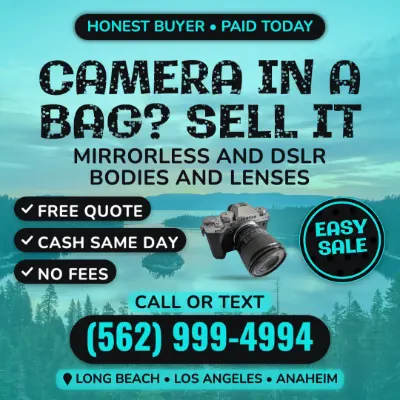 HONEST BUYER • PAID TODAY
CAMERA IN A
BAG? SELL IT
MIRRORLESS AND DSLR
BODIES AND LENSES
✓ FREE QUOTE
✓ CASH SAME DAY
✓ NO FEES
EASY
SALE
CALL OR TEXT
(562) 999-4994
LONG BEACH • LOS ANGELES • ANAHEIM